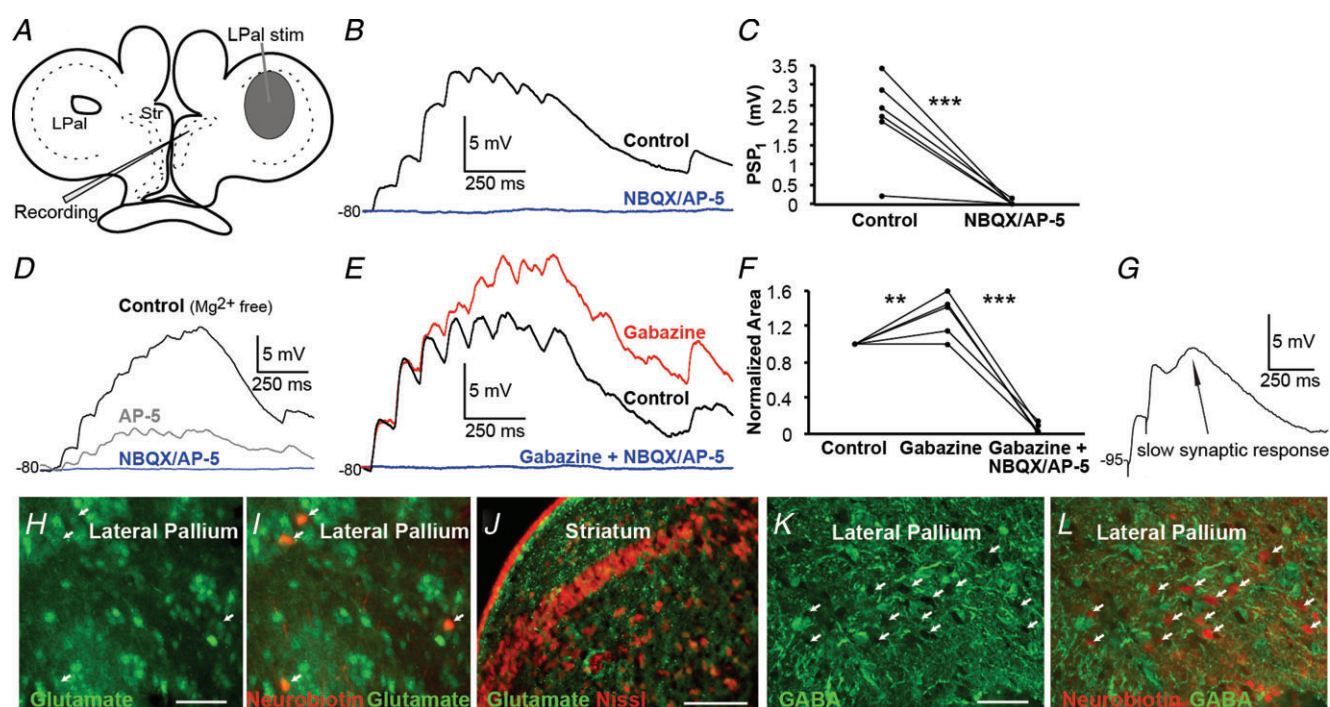 A
LPal stim
LPal
Str
Recording
B
5 mV
250 ms
Control
-80
NBQX/AP-5
C
PSP1 (mV)
3.5
3
2.5
2
1.5
1
0.5
0
***
Control
NBQX/AP-5
D
Control (Mg2+ free)
5 mV
250 ms
AP-5
-80
NBQX/AP-5
E
Gabazine
Control
5 mV
250 ms
-80
Gabazine + NBQX/AP-5
F
Normalized Area
1.6
1.2
0.8
0.4
0
**
***
Control
Gabazine
Gabazine +
NBQX/AP-5
G
5 mV
250 ms
slow synaptic response
-95
H
Lateral Pallium
Glutamate
I
Lateral Pallium
Neurobiotin Glutamate
J
Striatum
Glutamate Nissl
K
Lateral Pallium
GABA
L
Lateral Pallium
Neurobiotin GABA